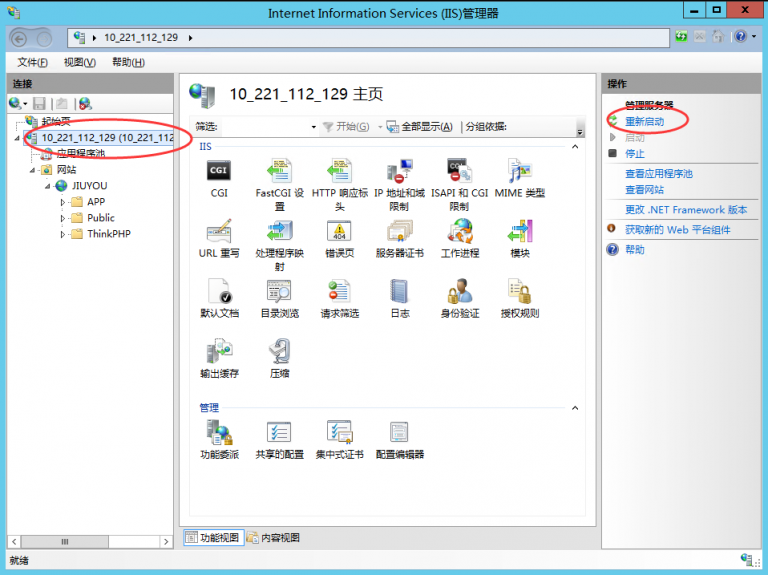 Internet Information Services (IIS)管理器
10_221_112_129
文件(F) 视图(V) 帮助(H)
连接
起始页
10_221_112_129 (10_221_112
应用程序池
网站
JIUYOU
APP
Public
ThinkPHP
10_221_112_129 主页
筛选: 开始(G) 全部显示(A) 分组依据:
IIS
CGI
FastCGI 设置
HTTP 响应标头
IP 地址和域限制
ISAPI 和 CGI 限制
MIME 类型
URL 重写
处理程序映射
错误页
404
服务器证书
工作进程
模块
默认文档
目录浏览
请求筛选
日志
身份验证
授权规则
输出缓存
压缩
管理
功能委派
共享的配置
集中式证书
配置编辑器
功能视图 内容视图
操作
管理服务器
重新启动
启动
停止
查看应用程序池
查看网站
更改 .NET Framework 版本
获取新的 Web 平台组件
帮助
就绪